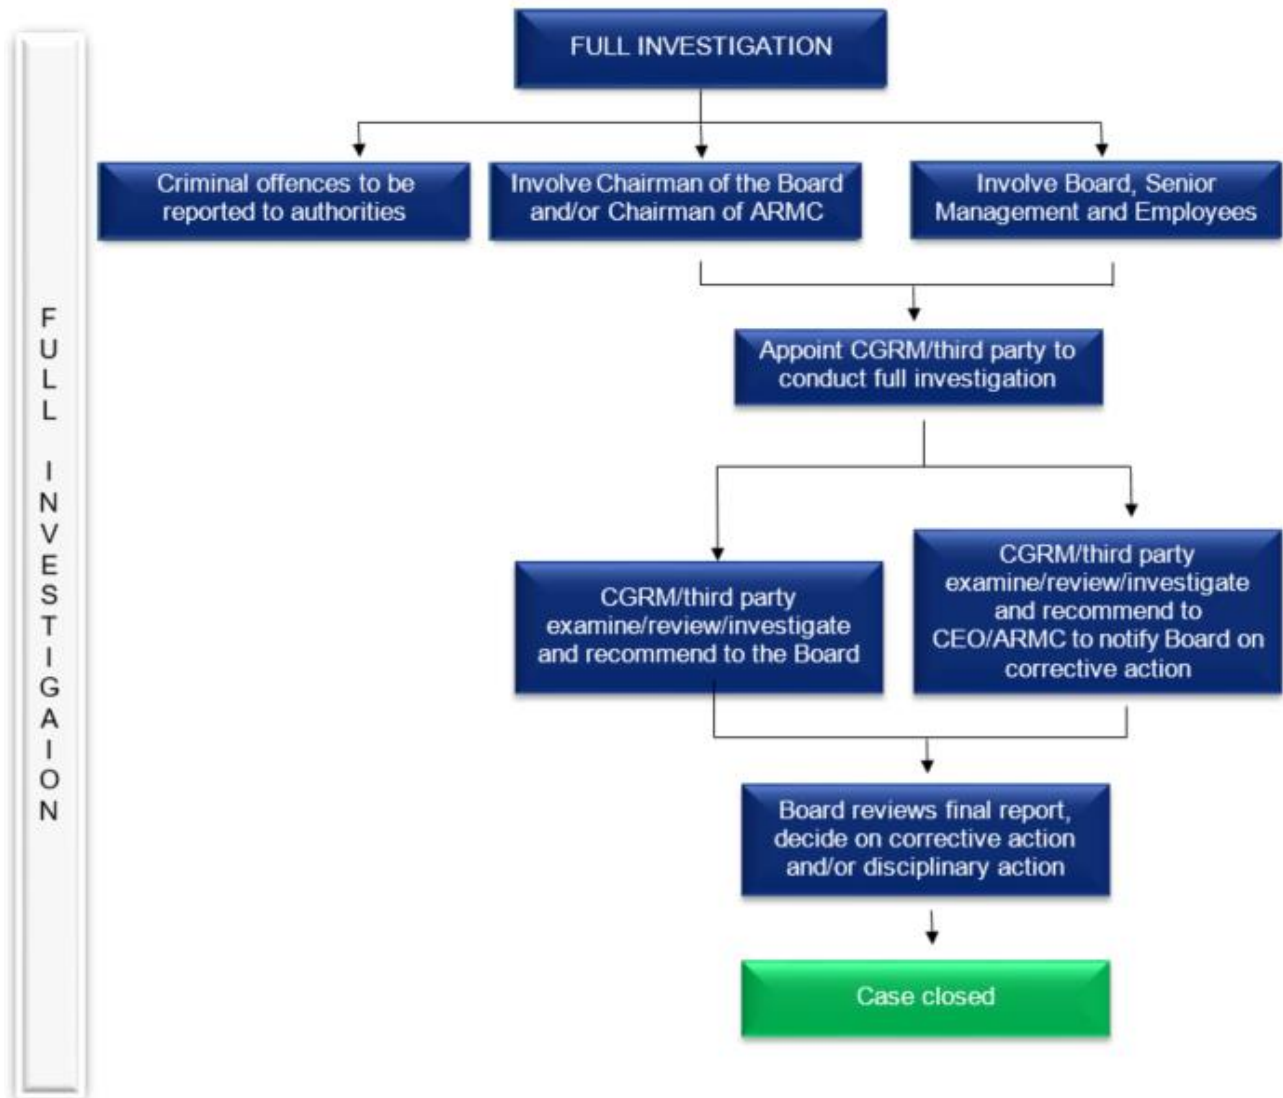 FULL INVESTIGATION
Criminal offences to be
reported to authorities
Involve Chairman of the Board
and/or Chairman of ARMC
Involve Board, Senior
Management and Employees
Appoint CGRM/third party to
conduct full investigation
CGRM/third party
examine/review/investigate
and recommend to the Board
CGRM/third party
examine/review/investigate
and recommend to
CEO/ARMC to notify Board on
corrective action
Board reviews final report,
decide on corrective action
and/or disciplinary action
Case closed
FULL INVESTIGAION